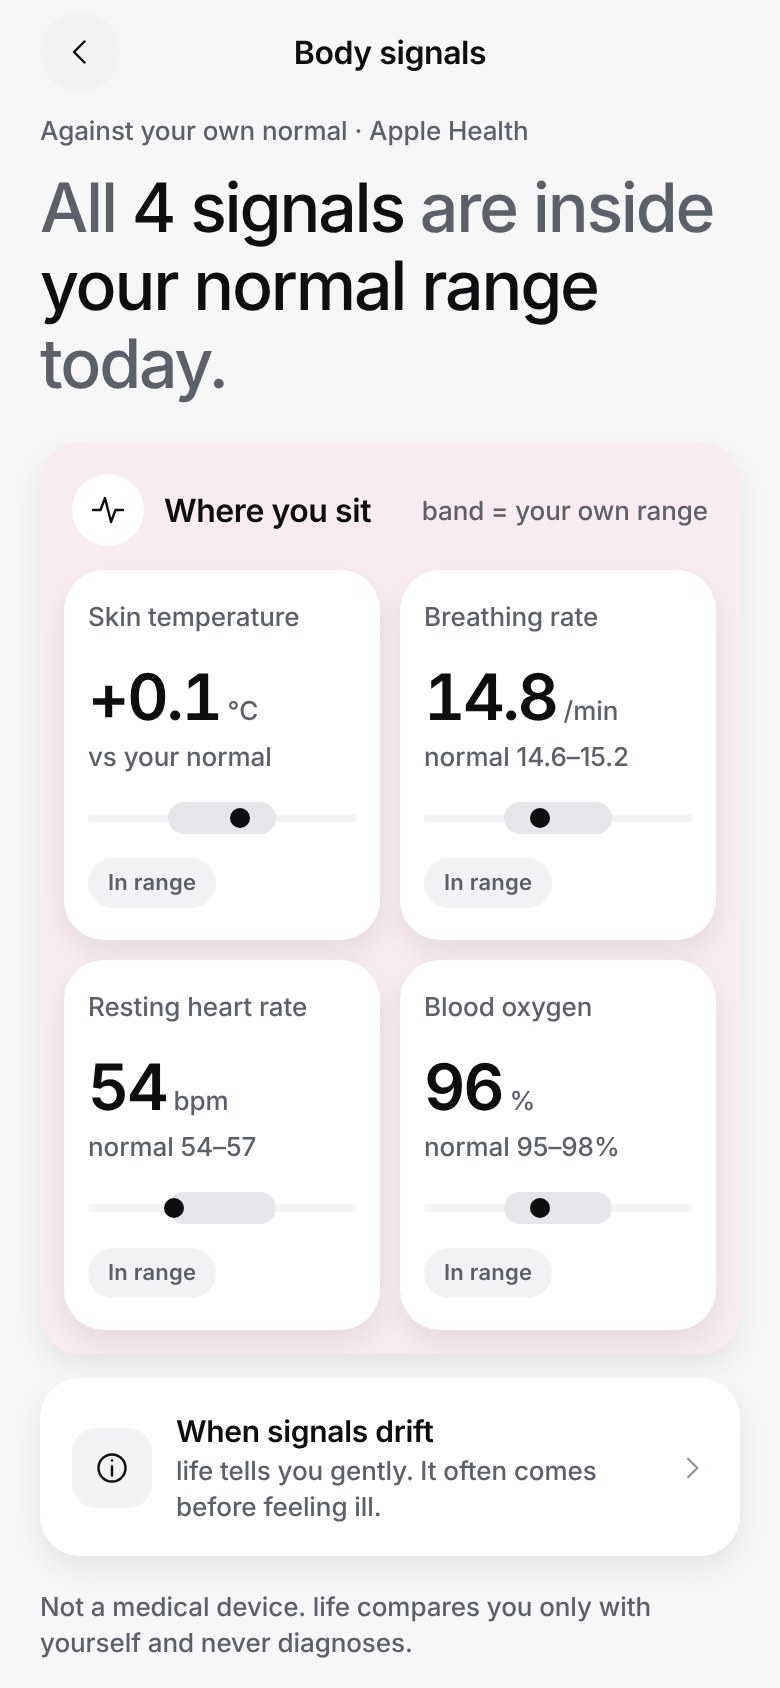 Body signals
Against your own normal · Apple Health
All 4 signals are inside
your normal range
today.
Where you sit
band = your own range
Skin temperature
+0.1 °C
vs your normal
In range
Breathing rate
14.8 /min
normal 14.6–15.2
In range
Resting heart rate
54 bpm
normal 54–57
In range
Blood oxygen
96 %
normal 95–98%
In range
When signals drift
life tells you gently. It often comes
before feeling ill.
Not a medical device. life compares you only with
yourself and never diagnoses.